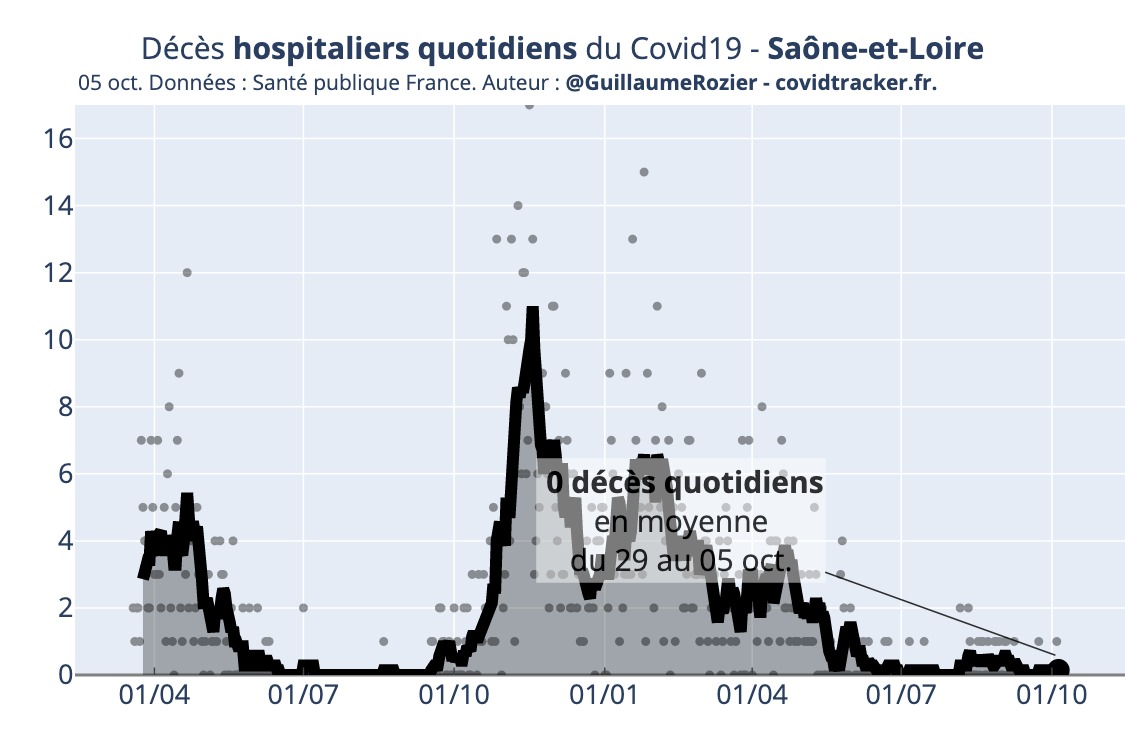 Décès hospitaliers quotidiens du Covid19 - Saône-et-Loire
05 oct. Données : Santé publique France. Auteur : @GuillaumeRozier - covidtracker.fr.
16
14
12
10
8
6
4
2
0
0 décès quotidiens
en moyenne
du 29 au 05 oct.
01/04 01/07 01/10 01/01 01/04 01/07 01/10